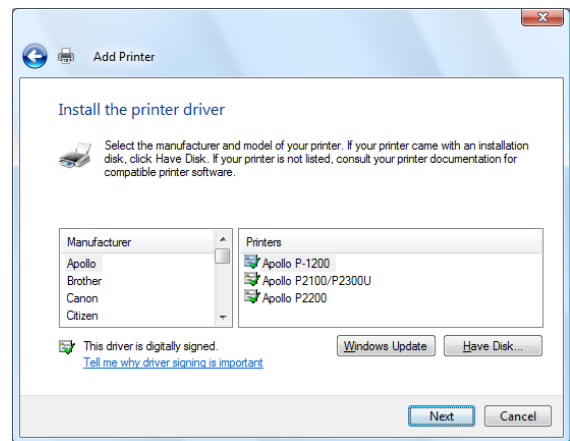 Add Printer
Install the printer driver
Select the manufacturer and model of your printer. If your printer came with an installation
disk, click Have Disk. If your printer is not listed, consult your printer documentation for
compatible printer software.
Manufacturer
Apollo
Brother
Canon
Citizen
Printers
Apollo P-1200
Apollo P2100/P2300U
Apollo P2200
This driver is digitally signed.
Tell me why driver signing is important
Windows Update
Have Disk...
Next
Cancel